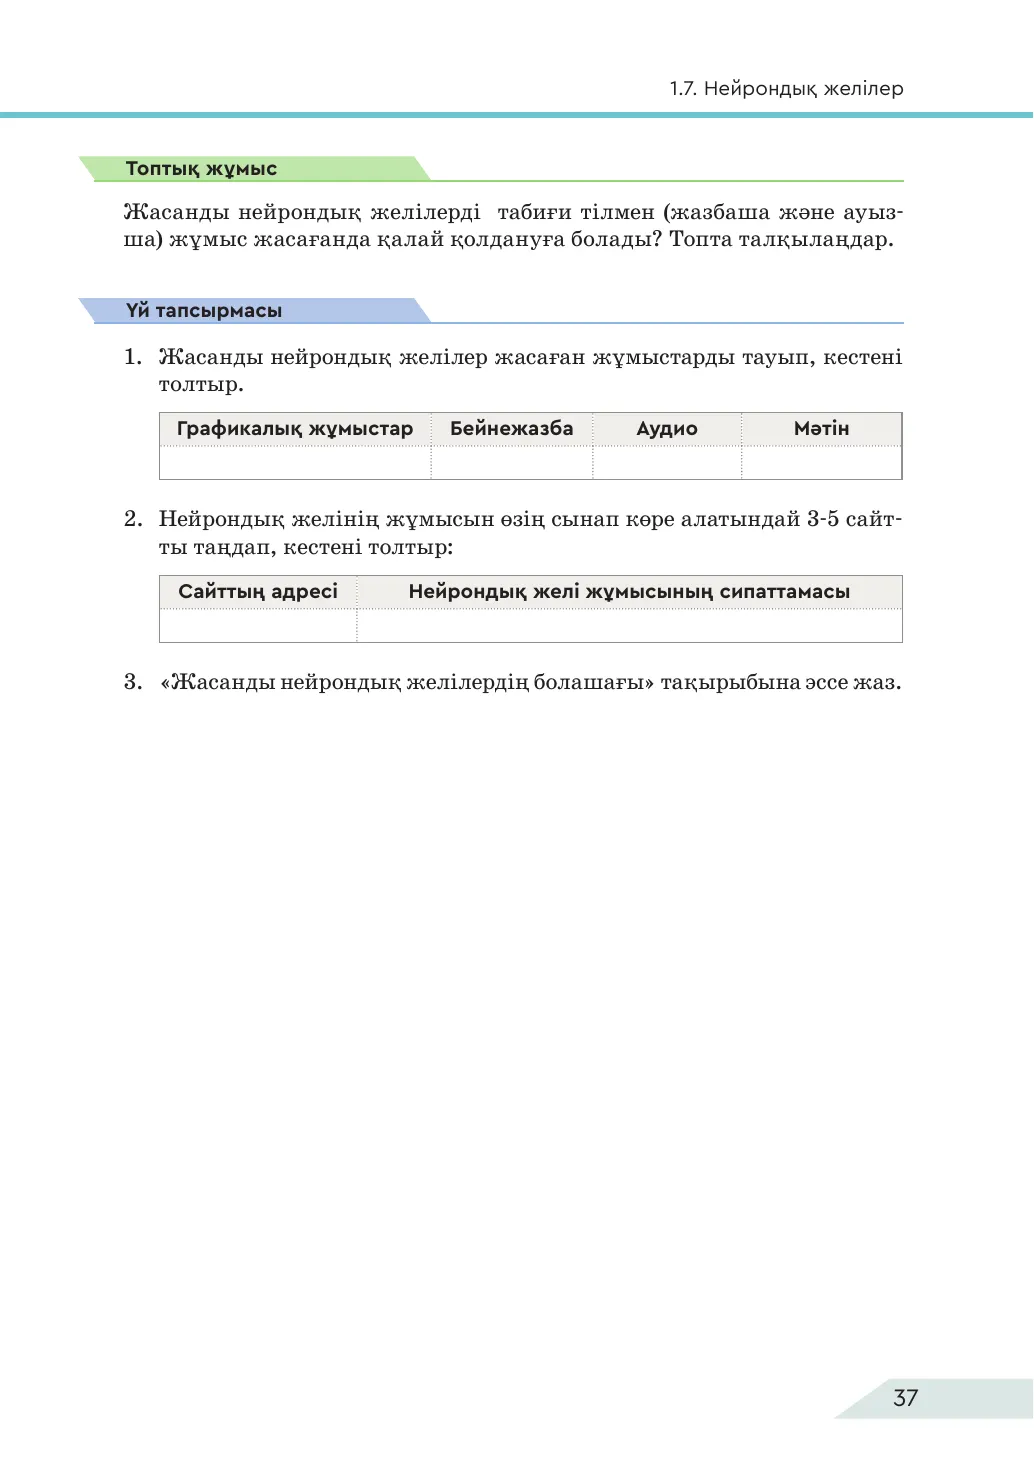 1.7. Нейрондық желілер
Топтық жұмыс
Жасанды нейрондық желілерді табиғи тілмен (жазбаша және ауыз-
ша) жұмыс жасағанда қалай қолдануға болады? Топта талқылаңдар.
Үй тапсырмасы
1. Жасанды нейрондық желілер жасаған жұмыстарды тауып, кестені
толтыр.
Графикалық жұмыстар Бейнежазба Аудио Мәтін
2. Нейрондық желінің жұмысын өзің сынап көре алатындай 3-5 сайт-
ты таңдап, кестені толтыр:
Сайттың адресі Нейрондық желі жұмысының сипаттамасы
3. «Жасанды нейрондық желілердің болашағы» тақырыбына эссе жаз.
37